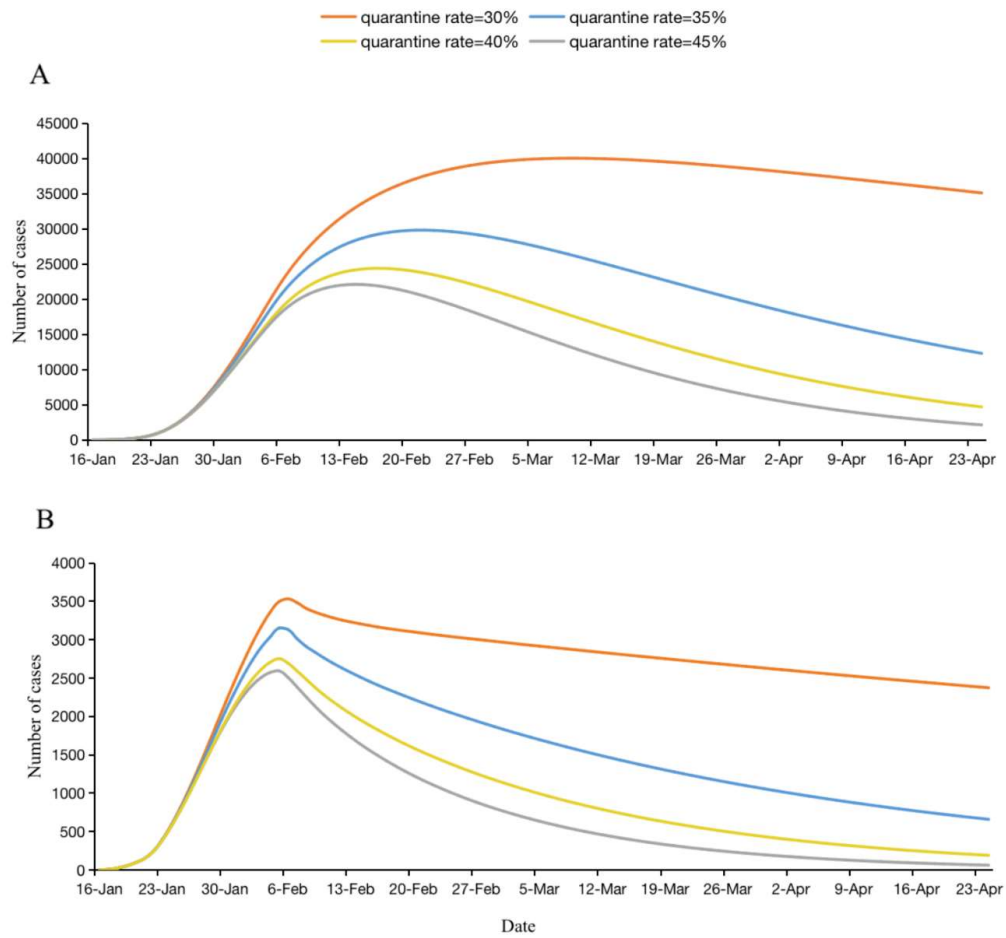 quarantine rate=30% quarantine rate=35%
quarantine rate=40% quarantine rate=45%
A
45000
40000
35000
30000
25000
20000
15000
10000
5000
0
Number of cases
16-Jan 23-Jan 30-Jan 6-Feb 13-Feb 20-Feb 27-Feb 5-Mar 12-Mar 19-Mar 26-Mar 2-Apr 9-Apr 16-Apr 23-Apr
B
4000
3500
3000
2500
2000
1500
1000
500
0
Number of cases
16-Jan 23-Jan 30-Jan 6-Feb 13-Feb 20-Feb 27-Feb 5-Mar 12-Mar 19-Mar 26-Mar 2-Apr 9-Apr 16-Apr 23-Apr
Date